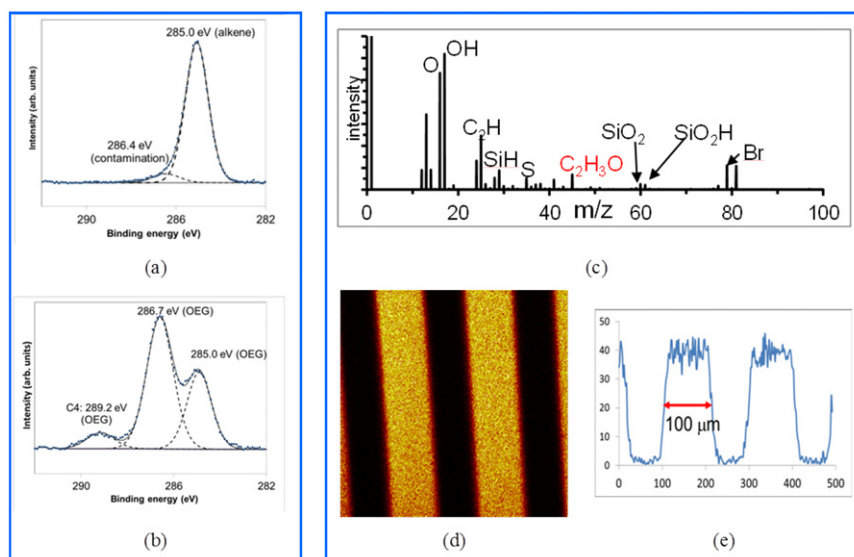 285.0 eV (alkene)
286.4 eV
(contamination)
Intensity (arb. units)
290
286
282
Binding energy (eV)
(a)
286.7 eV (OEG)
285.0 eV (OEG)
C4: 289.2 eV
(OEG)
Intensity (arb. units)
290
286
282
Binding energy (eV)
(b)
intensity
O
OH
C2H
SiH
S
C2H3O
SiO2
SiO2H
Br
0
20
40
60
80
100
m/z
(c)
(d)
50
40
30
20
10
0
100 μm
0
100
200
300
400
500
(e)